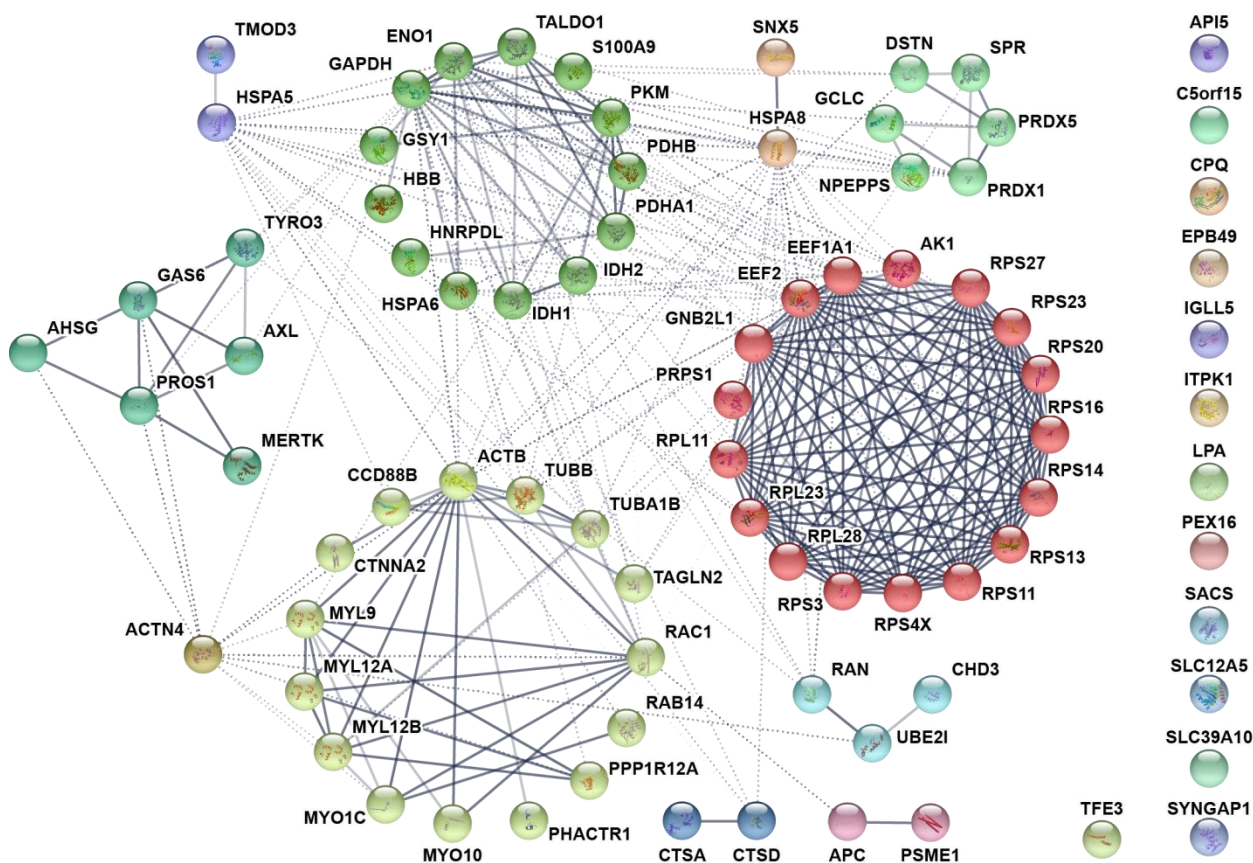 TMOD3
HSPA5
ENO1
TALDO1
S100A9
GAPDH
PKM
GSY1
PDHB
HBB
PDHA1
HNRPDL
IDH2
HSPA6
IDH1
SNX5
HSPA8
DSTN
SPR
GCLC
PRDX5
NPEPPS
PRDX1
TYRO3
GAS6
AHSG
AXL
PROS1
MERTK
EEF1A1
AK1
EEF2
RPS27
GNB2L1
RPS23
RPS20
PRPS1
RPS16
RPL11
RPS14
RPL23
RPL28
RPS13
RPS3
RPS11
RPS4X
ACTB
CCD88B
TUBB
TUBA1B
CTNNA2
TAGLN2
MYL9
RAC1
ACTN4
MYL12A
RAB14
MYL12B
PPP1R12A
MYO1C
PHACTR1
MYO10
RAN
CHD3
UBE2I
CTSA
CTSD
APC
PSME1
TFE3
API5
C5orf15
CPQ
EPB49
IGLL5
ITPK1
LPA
PEX16
SACS
SLC12A5
SLC39A10
SYNGAP1